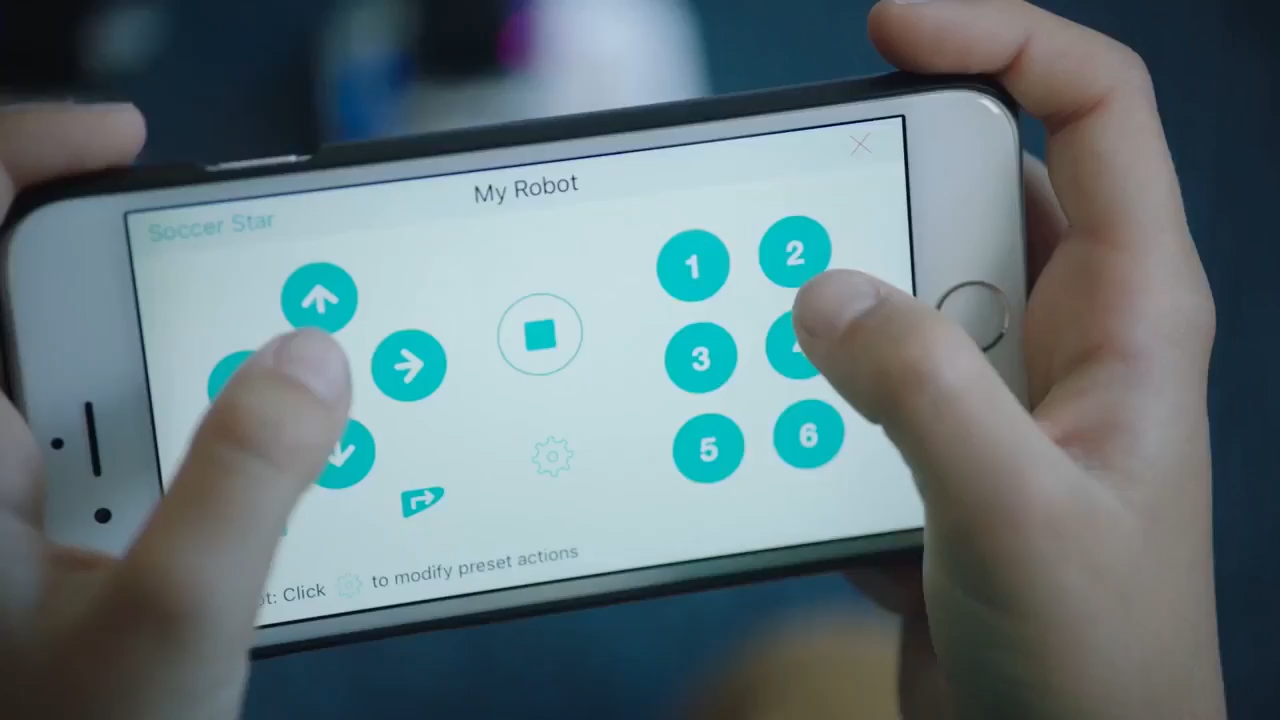 My Robot
Soccer Star
1 2
3
5 6
: Click to modify preset actions